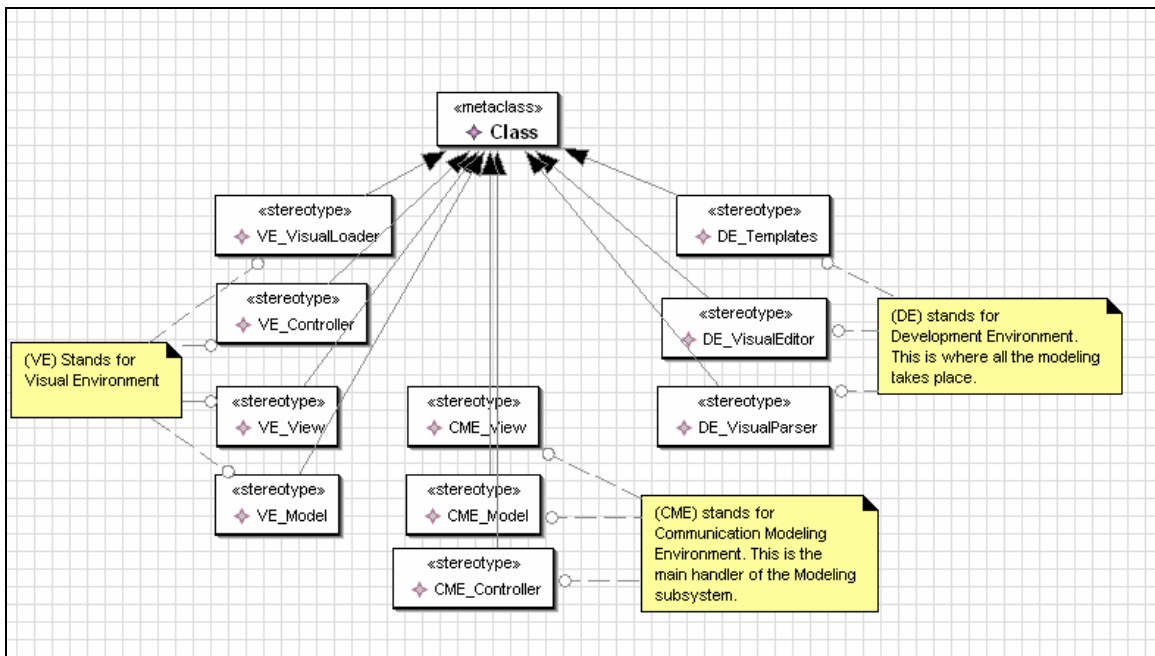 «metaclass»
Class
«stereotype»
VE_VisualLoader
«stereotype»
DE_Templates
«stereotype»
VE_Controller
«stereotype»
DE_VisualEditor
(DE) stands for
Development Environment.
This is where all the modeling
takes place.
(VE) Stands for
Visual Environment
«stereotype»
VE_View
«stereotype»
CME_View
«stereotype»
DE_VisualParser
«stereotype»
VE_Model
«stereotype»
CME_Model
(CME) stands for
Communication Modeling
Environment. This is the
main handler of the Modeling
subsystem.
«stereotype»
CME_Controller